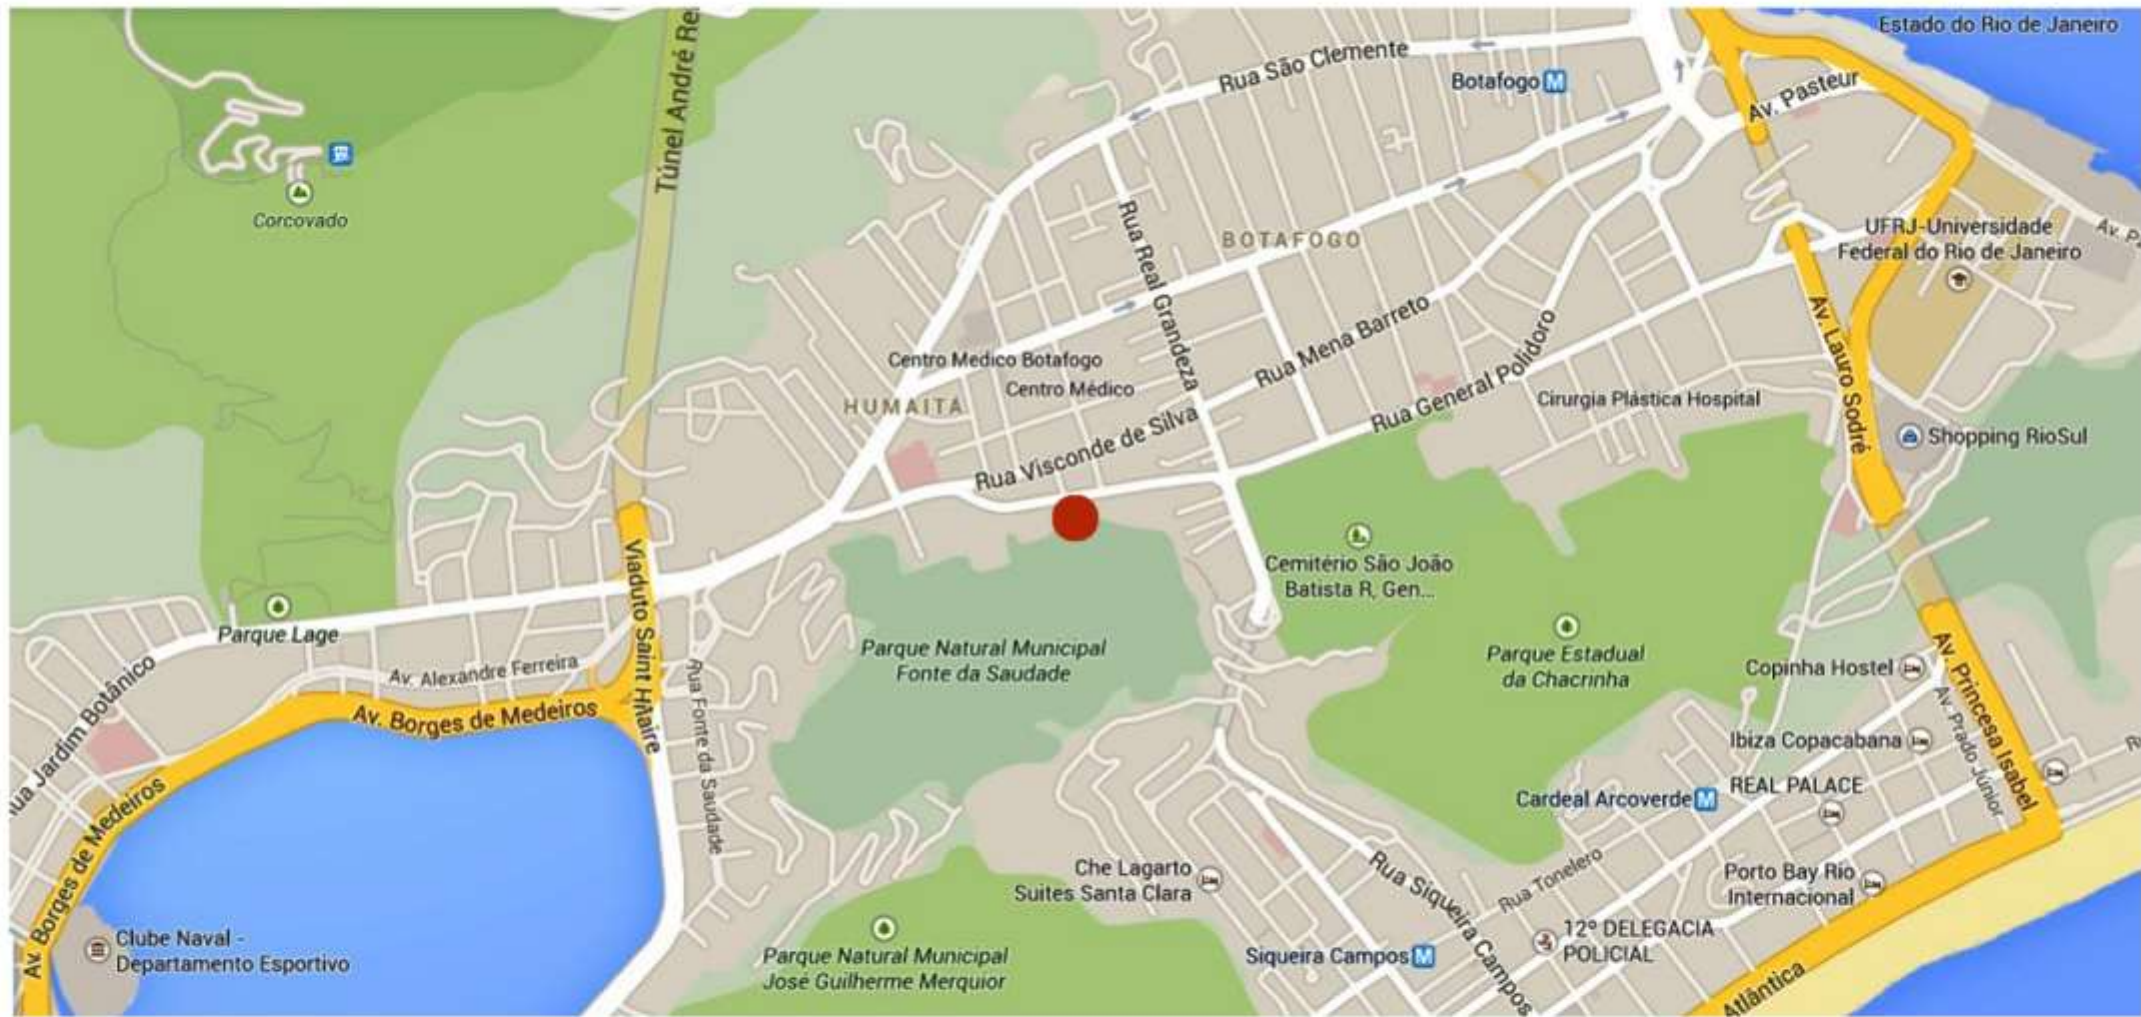 Estado do Rio de Janeiro
Túnel André Re
Rua São Clemente
Botafogo M
Av. Pasteur
Corcovado
Rua Real Grandeza
BOTAFOGO
UFRJ-Universidade
Federal do Rio de Janeiro
Av. P
Rua Mena Barreto
Centro Medico Botafogo
Centro Médico
HUMAITA
Rua General Polidoro
Cirurgia Plástica Hospital
Av. Lauro Sodré
Shopping RioSul
Rua Visconde de Silva
Cemitério São João
Batista R, Gen...
Viaduto Saint Hilaire
Parque Lage
Parque Natural Municipal
Fonte da Saudade
Parque Estadual
da Chacrinha
Copinha Hostel
Av. Princesa Isabel
Av. Prado Júnior
Rua Jardim Botânico
Av. Alexandre Ferreira
Av. Borges de Medeiros
Rua Fonte da Saudade
Ibiza Copacabana
R
REAL PALACE
Cardeal Arcoverde M
Av. Borges de Medeiros
Che Lagarto
Suites Santa Clara
Rua Siqueira Campos
Rua Tonelero
Porto Bay Rio
Internacional
Clube Naval -
Departamento Esportivo
Parque Natural Municipal
José Guilherme Merquior
Siqueira Campos M
12º DELEGACIA
POLICIAL
Atlântica